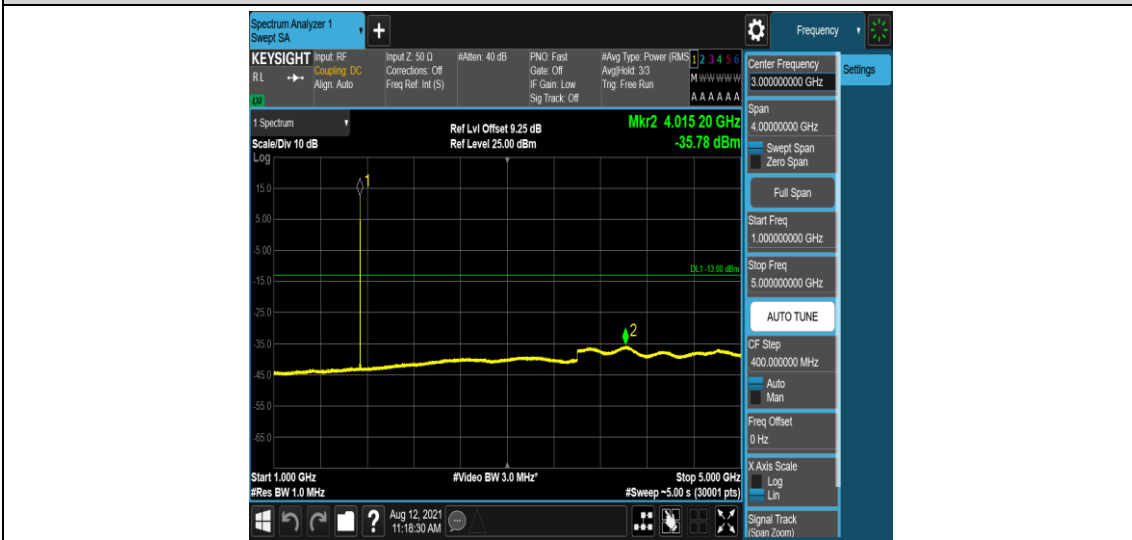 Spectrum Analyzer 1
Swept SA
+
Frequency
KEYSIGHT
RL
LXI
Input: RF
Coupling: DC
Align: Auto
Input Z: 50 Ω
Corrections: Off
Freq Ref: Int (S)
#Atten: 40 dB
PNO: Fast
Gate: Off
IF Gain: Low
Sig Track: Off
#Avg Type: Power (RMS
Avg|Hold: 3/3
Trig: Free Run
1 2 3 4 5 6
M W W W W W
A A A A A A
1 Spectrum
Scale/Div 10 dB
Log
Ref Lvl Offset 9.25 dB
Ref Level 25.00 dBm
Mkr2 4.015 20 GHz
-35.78 dBm
1
15.0
5.00
-5.00
DL1 -13.00 dBm
-15.0
-25.0
2
-35.0
-45.0
-55.0
-65.0
Start 1.000 GHz
#Video BW 3.0 MHz*
Stop 5.000 GHz
#Res BW 1.0 MHz
#Sweep ~5.00 s (30001 pts)
?
Aug 12, 2021
11:18:30 AM
Center Frequency
3.000000000 GHz
Settings
Span
4.00000000 GHz
Swept Span
Zero Span
Full Span
Start Freq
1.000000000 GHz
Stop Freq
5.000000000 GHz
AUTO TUNE
CF Step
400.000000 MHz
Auto
Man
Freq Offset
0 Hz
X Axis Scale
Log
Lin
Signal Track
(Span Zoom)